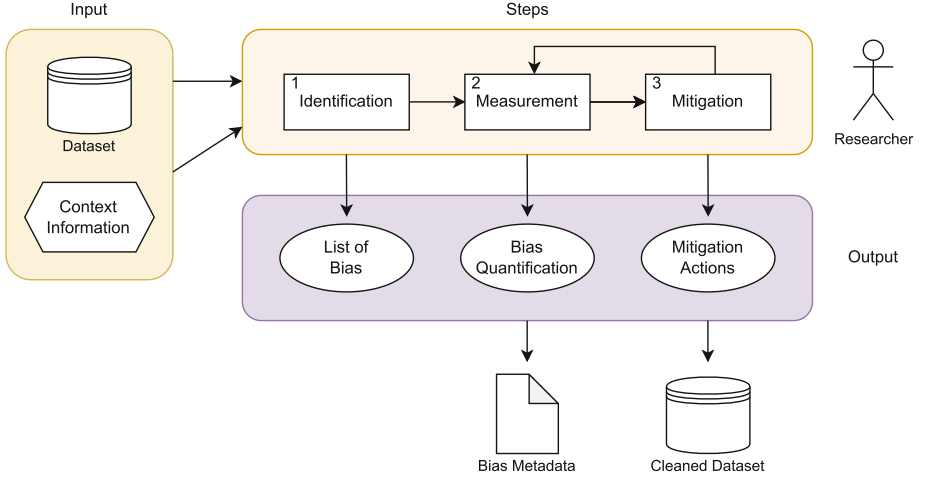 Input
Steps
Dataset
Context
Information
1
Identification
2
Measurement
3
Mitigation
Researcher
List of
Bias
Bias
Quantification
Mitigation
Actions
Output
Bias Metadata
Cleaned Dataset